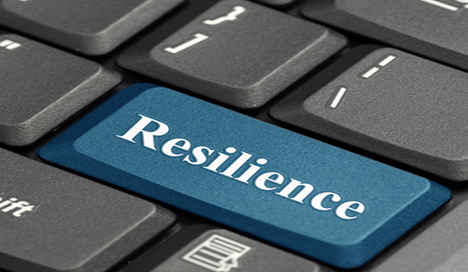 "
}
]
Resilience
ift